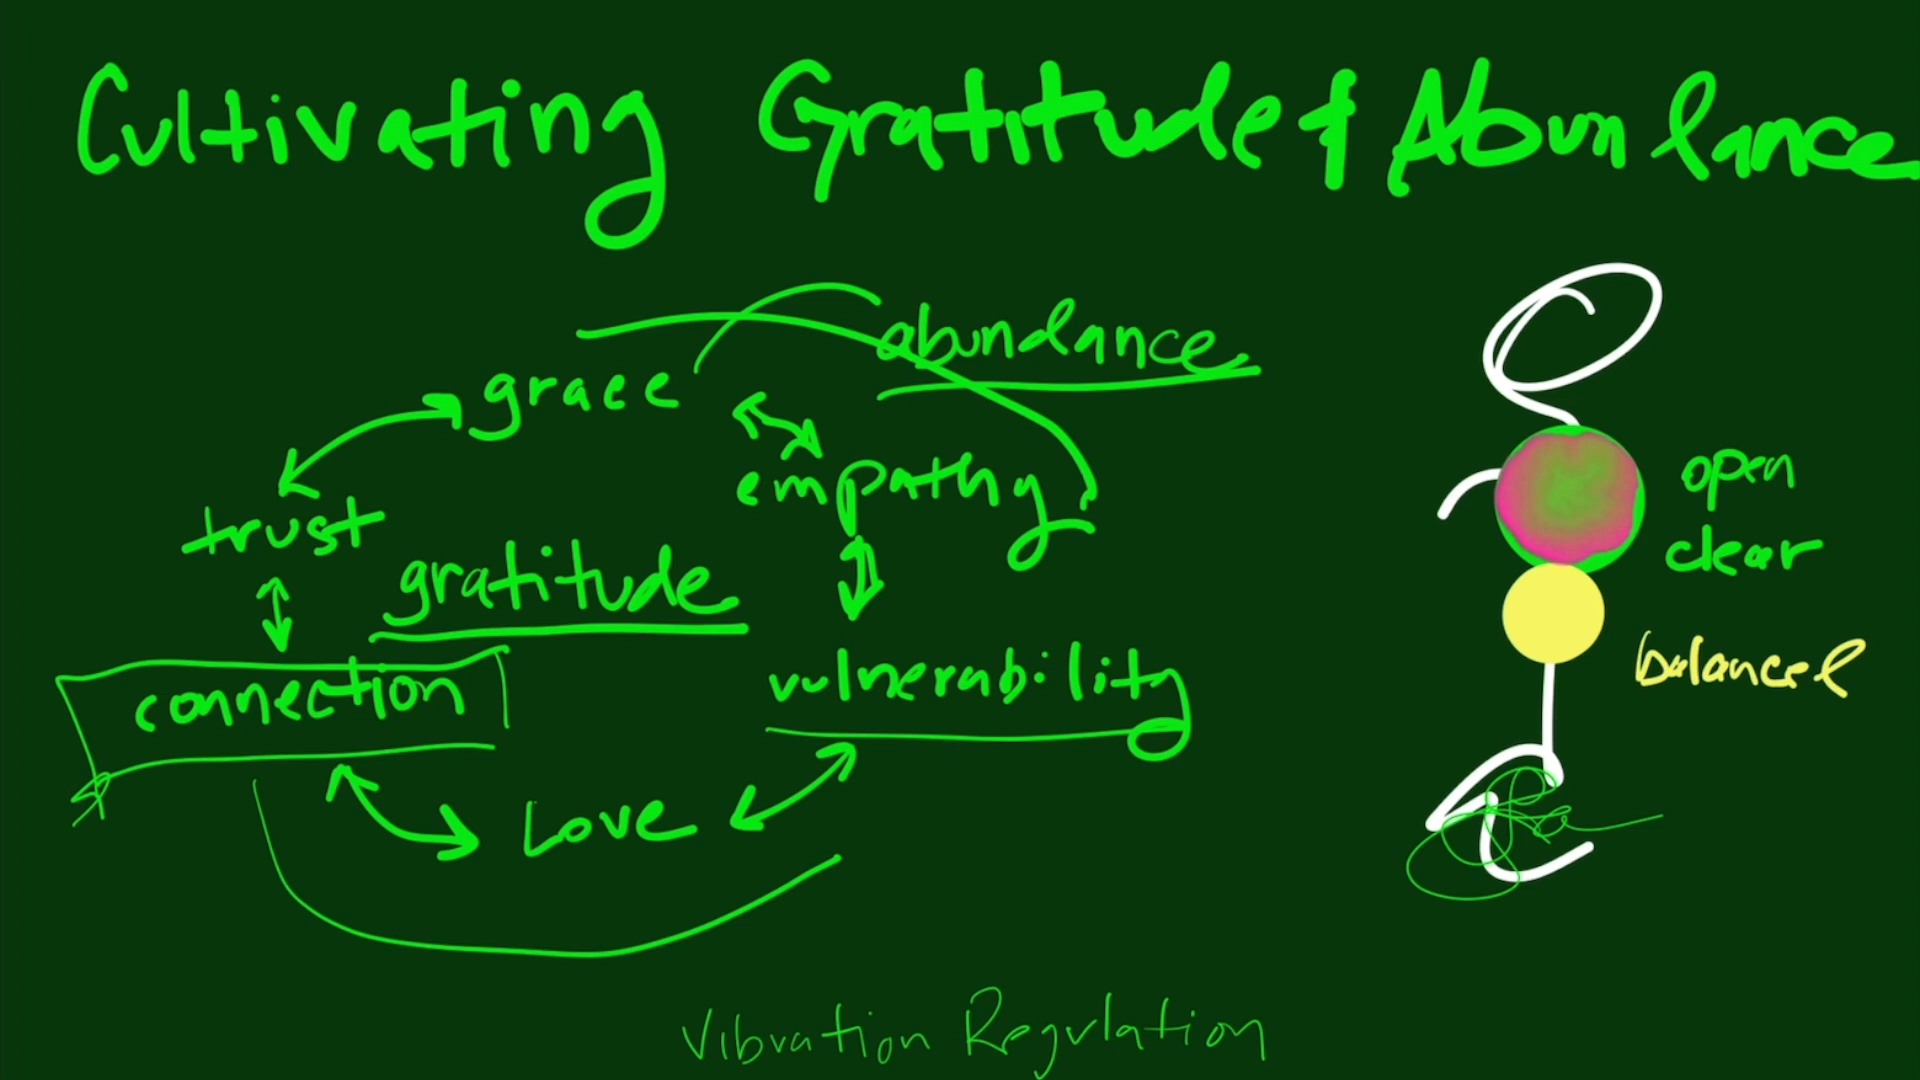 Cultivating Gratitude & Abundance
abundance
grace
empathy
trust
gratitude
connection
vulnerability
Love
open
clear
balanced
Vibration Regulation